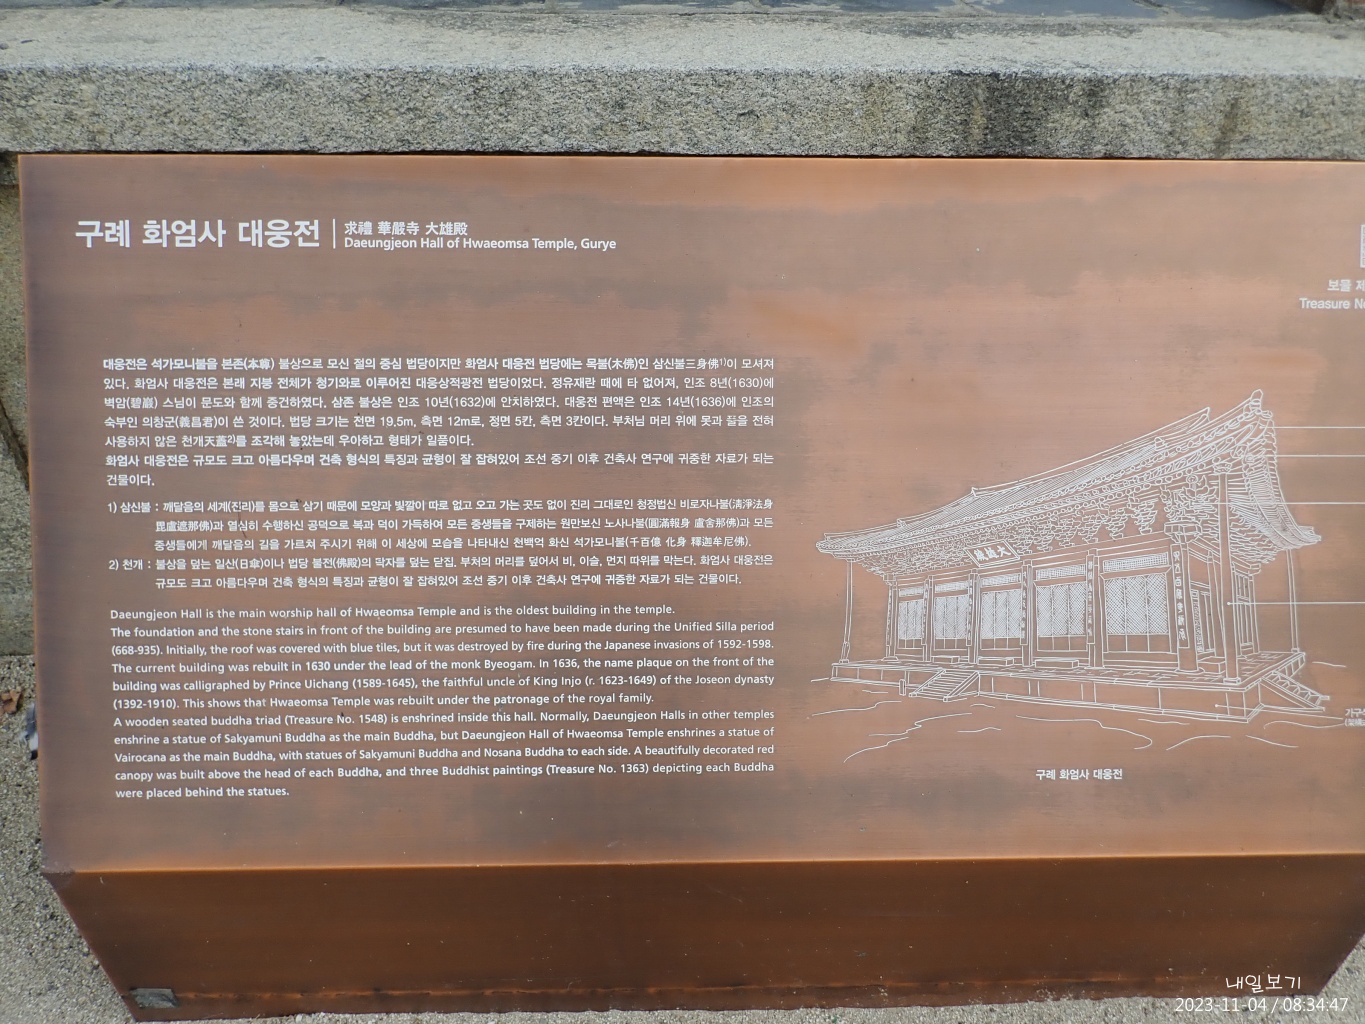 구례 화엄사 대웅전
求禮 華嚴寺 大雄殿
Daeungjeon Hall of Hwaeomsa Temple, Gurye
보물 제
Treasure No
대웅전은 석가모니불을 본존(本尊) 불상으로 모신 절의 중심 법당이지만 화엄사 대웅전 법당에는 목불(木佛)인 삼신불三身佛¹⁾이 모셔져
있다. 화엄사 대웅전은 본래 지붕 전체가 청기와로 이루어진 대웅상적광전 법당이었다. 정유재란 때에 타 없어져, 인조 8년(1630)에
벽암(碧巖) 스님이 문도와 함께 중건하였다. 삼존 불상은 인조 10년(1632)에 안치하였다. 대웅전 편액은 인조 14년(1636)에 인조의
숙부인 의창군(義昌君)이 쓴 것이다. 법당 크기는 전면 19.5m, 측면 12m로, 정면 5칸, 측면 3칸이다. 부처님 머리 위에 못과 풀을 전혀
사용하지 않은 천개天蓋²⁾를 조각해 놓았는데 우아하고 형태가 일품이다.
화엄사 대웅전은 규모도 크고 아름다우며 건축 형식의 특징과 균형이 잘 잡혀있어 조선 중기 이후 건축사 연구에 귀중한 자료가 되는
건물이다.
1) 삼신불 : 깨달음의 세계(진리)를 몸으로 삼기 때문에 모양과 빛깔이 따로 없고 오고 가는 곳도 없이 진리 그대로인 청정법신 비로자나불(淸淨法身
毘盧遮那佛)과 열심히 수행하신 공덕으로 복과 덕이 가득하여 모든 중생들을 구제하는 원만보신 노사나불(圓滿報身 盧舍那佛)과 모든
중생들에게 깨달음의 길을 가르쳐 주시기 위해 이 세상에 모습을 나타내신 천백억 화신 석가모니불(千百億 化身 釋迦牟尼佛).
2) 천개 : 불상을 덮는 일산(日傘)이나 법당 불전(佛殿)의 탁자를 덮는 닫집. 부처의 머리를 덮어서 비, 이슬, 먼지 따위를 막는다. 화엄사 대웅전은
규모도 크고 아름다우며 건축 형식의 특징과 균형이 잘 잡혀있어 조선 중기 이후 건축사 연구에 귀중한 자료가 되는 건물이다.
Daeungjeon Hall is the main worship hall of Hwaeomsa Temple and is the oldest building in the temple.
The foundation and the stone stairs in front of the building are presumed to have been made during the Unified Silla period
(668-935). Initially, the roof was covered with blue tiles, but it was destroyed by fire during the Japanese invasions of 1592-1598.
The current building was rebuilt in 1630 under the lead of the monk Byeogam. In 1636, the name plaque on the front of the
building was calligraphed by Prince Uichang (1589-1645), the faithful uncle of King Injo (r. 1623-1649) of the Joseon dynasty
(1392-1910). This shows that Hwaeomsa Temple was rebuilt under the patronage of the royal family.
A wooden seated buddha triad (Treasure No. 1548) is enshrined inside this hall. Normally, Daeungjeon Halls in other temples
enshrine a statue of Sakyamuni Buddha as the main Buddha, but Daeungjeon Hall of Hwaeomsa Temple enshrines a statue of
Vairocana as the main Buddha, with statues of Sakyamuni Buddha and Nosana Buddha to each side. A beautifully decorated red
canopy was built above the head of each Buddha, and three Buddhist paintings (Treasure No. 1363) depicting each Buddha
were placed behind the statues.
구례 화엄사 대웅전
내일보기
2023-11-04 / 08:34:47